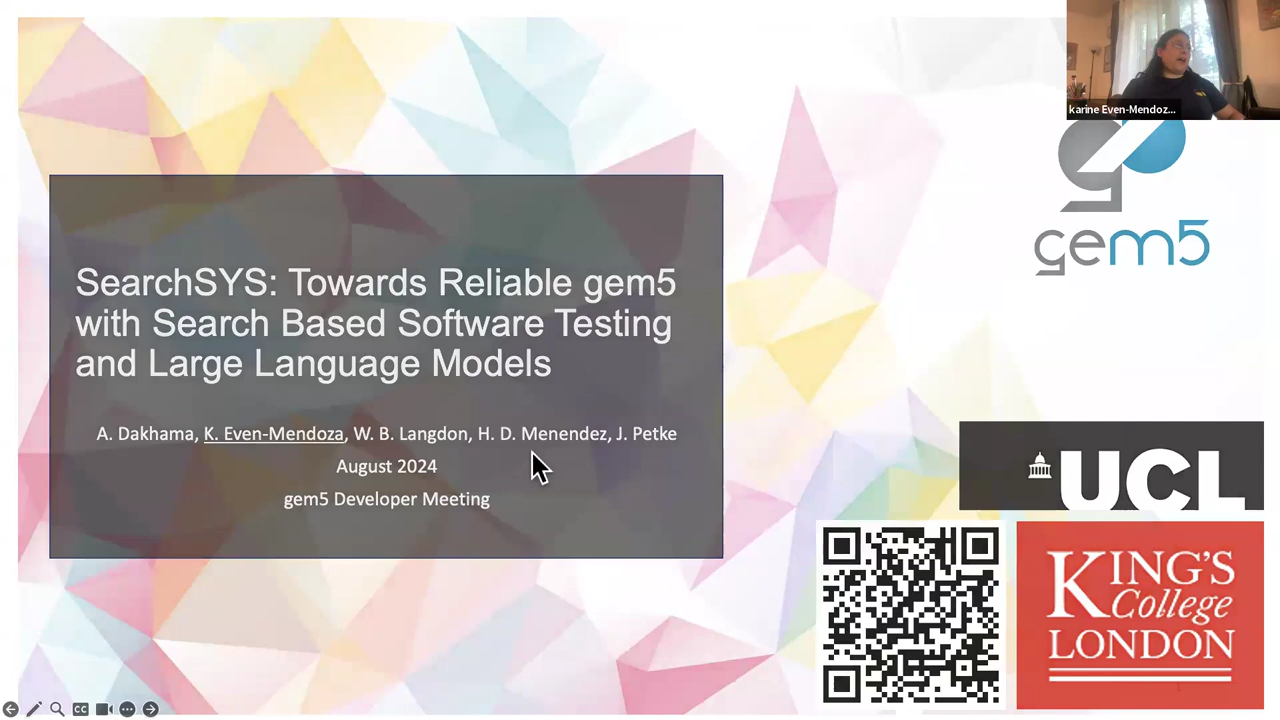 karine Even-Mendoz...
gem5
SearchSYS: Towards Reliable gem5
with Search Based Software Testing
and Large Language Models
A. Dakhama, K. Even-Mendoza, W. B. Langdon, H. D. Menendez, J. Petke
August 2024
gem5 Developer Meeting
UCL
KING'S
College
LONDON
CC